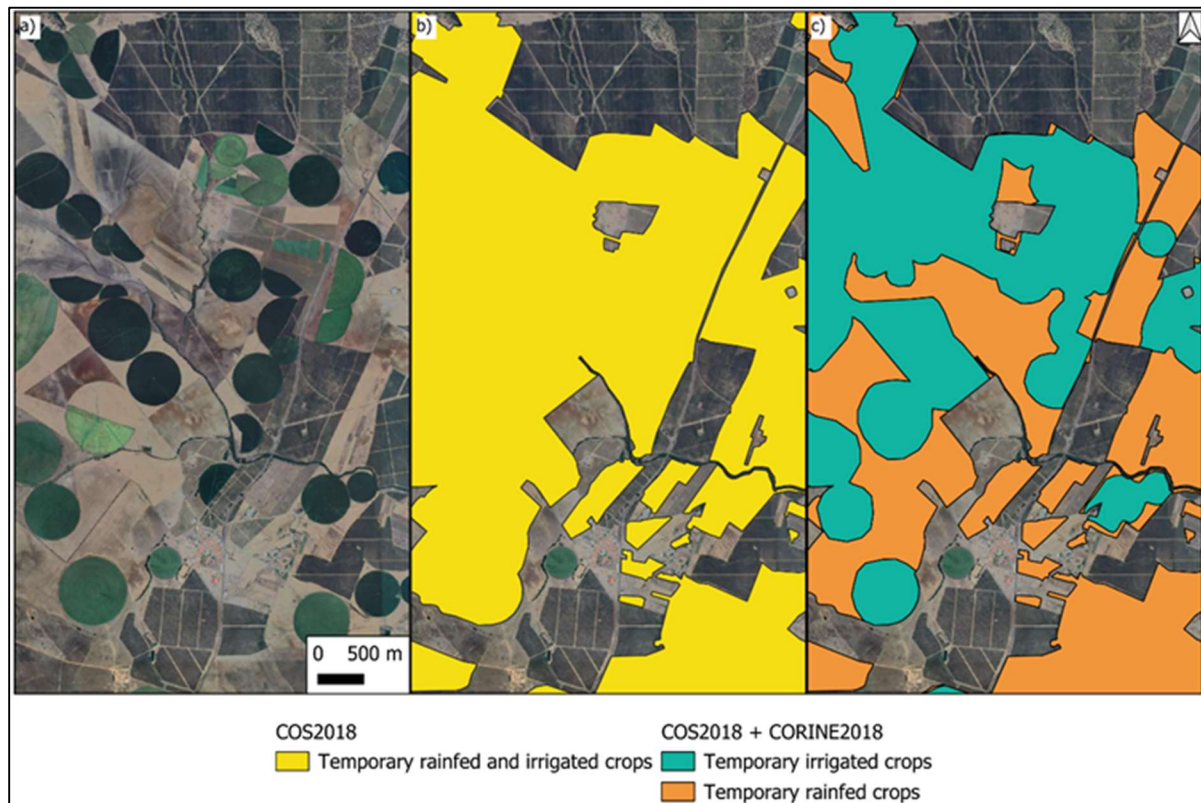 a)
b)
c)
0 500 m
COS2018
Temporary rainfed and irrigated crops
COS2018 + CORINE2018
Temporary irrigated crops
Temporary rainfed crops